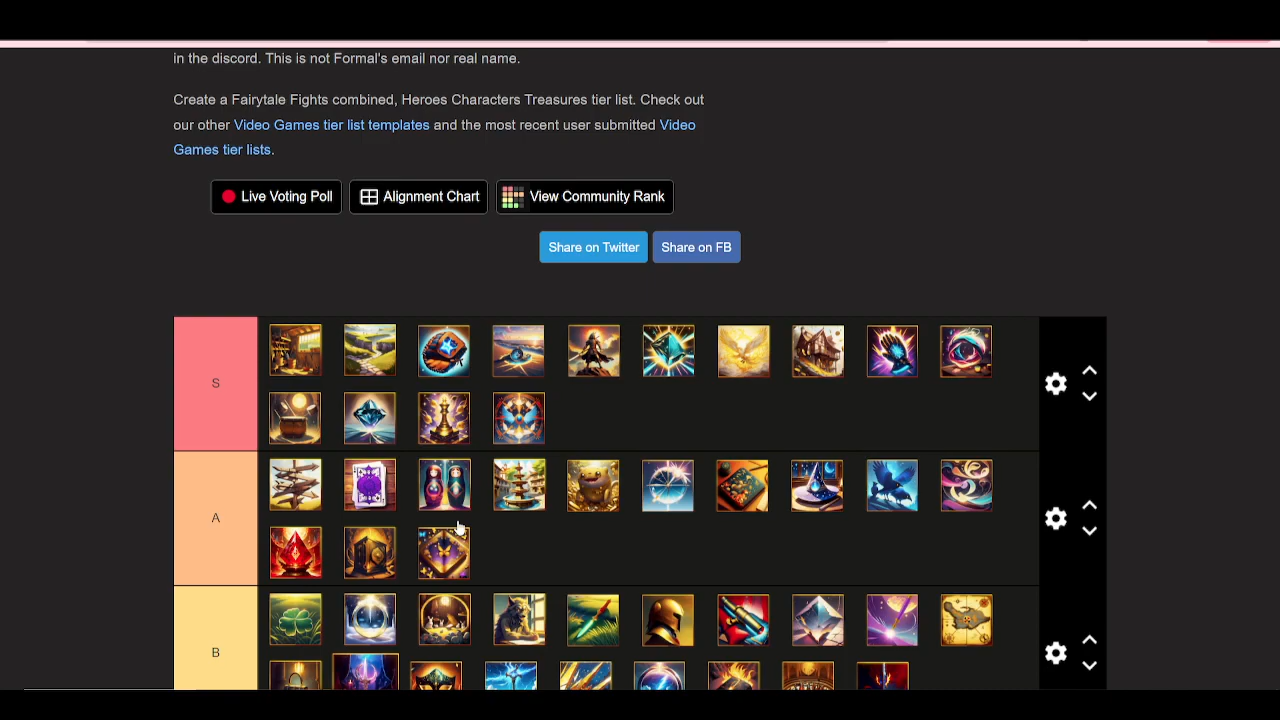 in the discord. This is not Formal's email nor real name.
Create a Fairytale Fights combined, Heroes Characters Treasures tier list. Check out
our other Video Games tier list templates and the most recent user submitted Video
Games tier lists.
Live Voting Poll Alignment Chart View Community Rank
Share on Twitter Share on FB
S
A
B